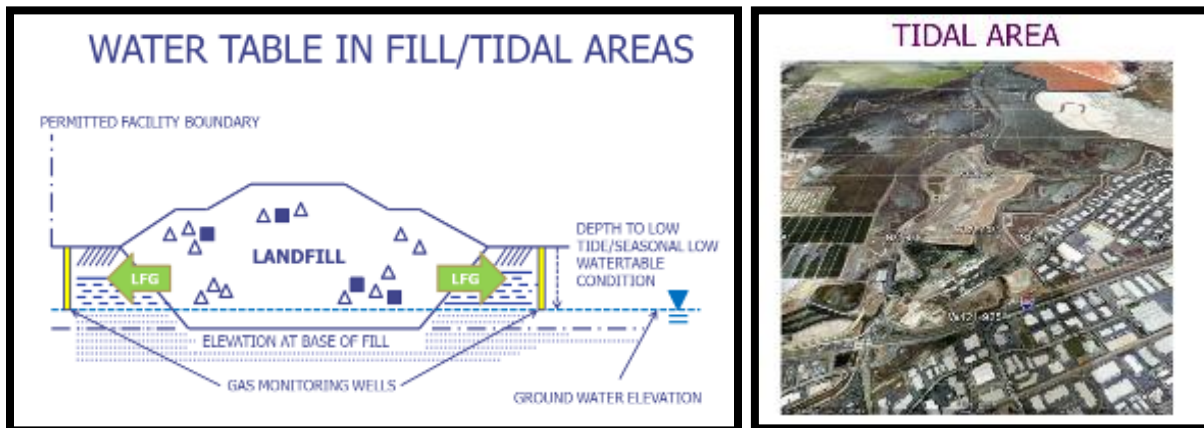 WATER TABLE IN FILL/TIDAL AREAS
PERMITTED FACILITY BOUNDARY
DEPTH TO LOW
TIDE/SEASONAL LOW
WATERTABLE
CONDITION
LANDFILL
LFG
LFG
ELEVATION AT BASE OF FILL
GAS MONITORING WELLS
GROUND WATER ELEVATION
TIDAL AREA